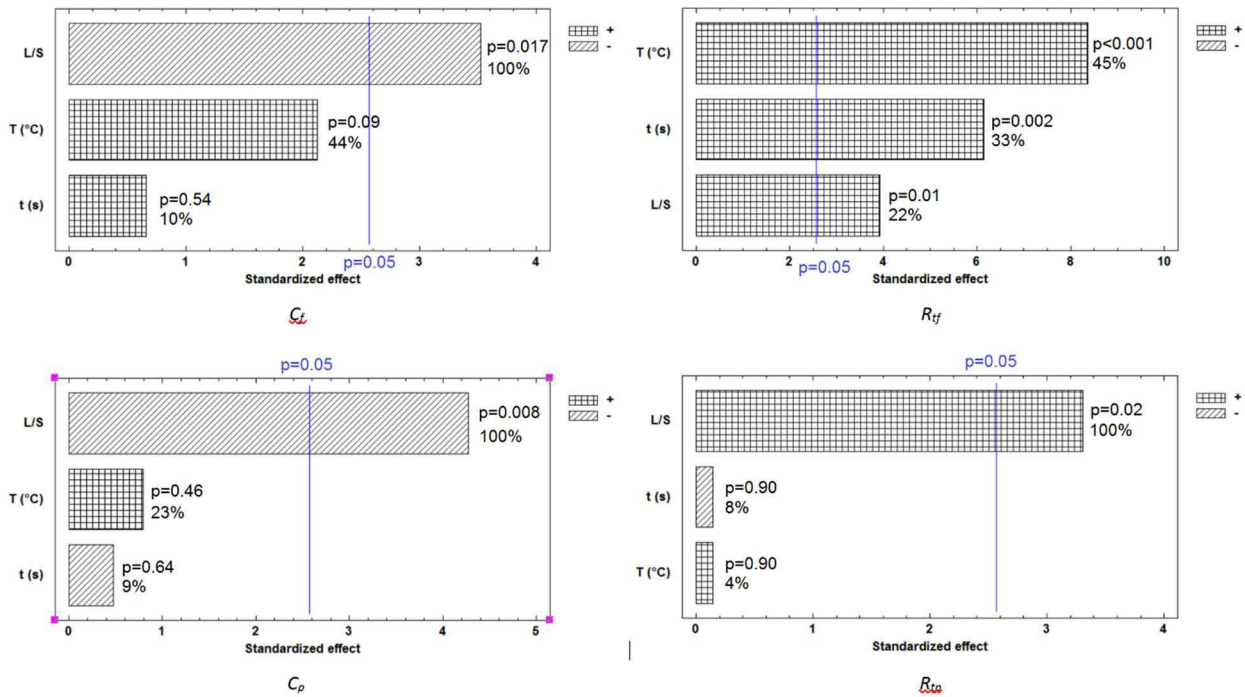 L/S
p=0.017
100%
T (°C)
p=0.09
44%
t (s)
p=0.54
10%
+
-
0 1 2 3 4
p=0.05
Standardized effect
Cf
T (°C)
p<0.001
45%
t (s)
p=0.002
33%
L/S
p=0.01
22%
+
-
0 2 4 6 8 10
p=0.05
Standardized effect
Rtf
p=0.05
L/S
p=0.008
100%
T (°C)
p=0.46
23%
t (s)
p=0.64
9%
+
-
0 1 2 3 4 5
Standardized effect
Cp
p=0.05
L/S
p=0.02
100%
t (s)
p=0.90
8%
T (°C)
p=0.90
4%
+
-
0 1 2 3 4
Standardized effect
Rtp